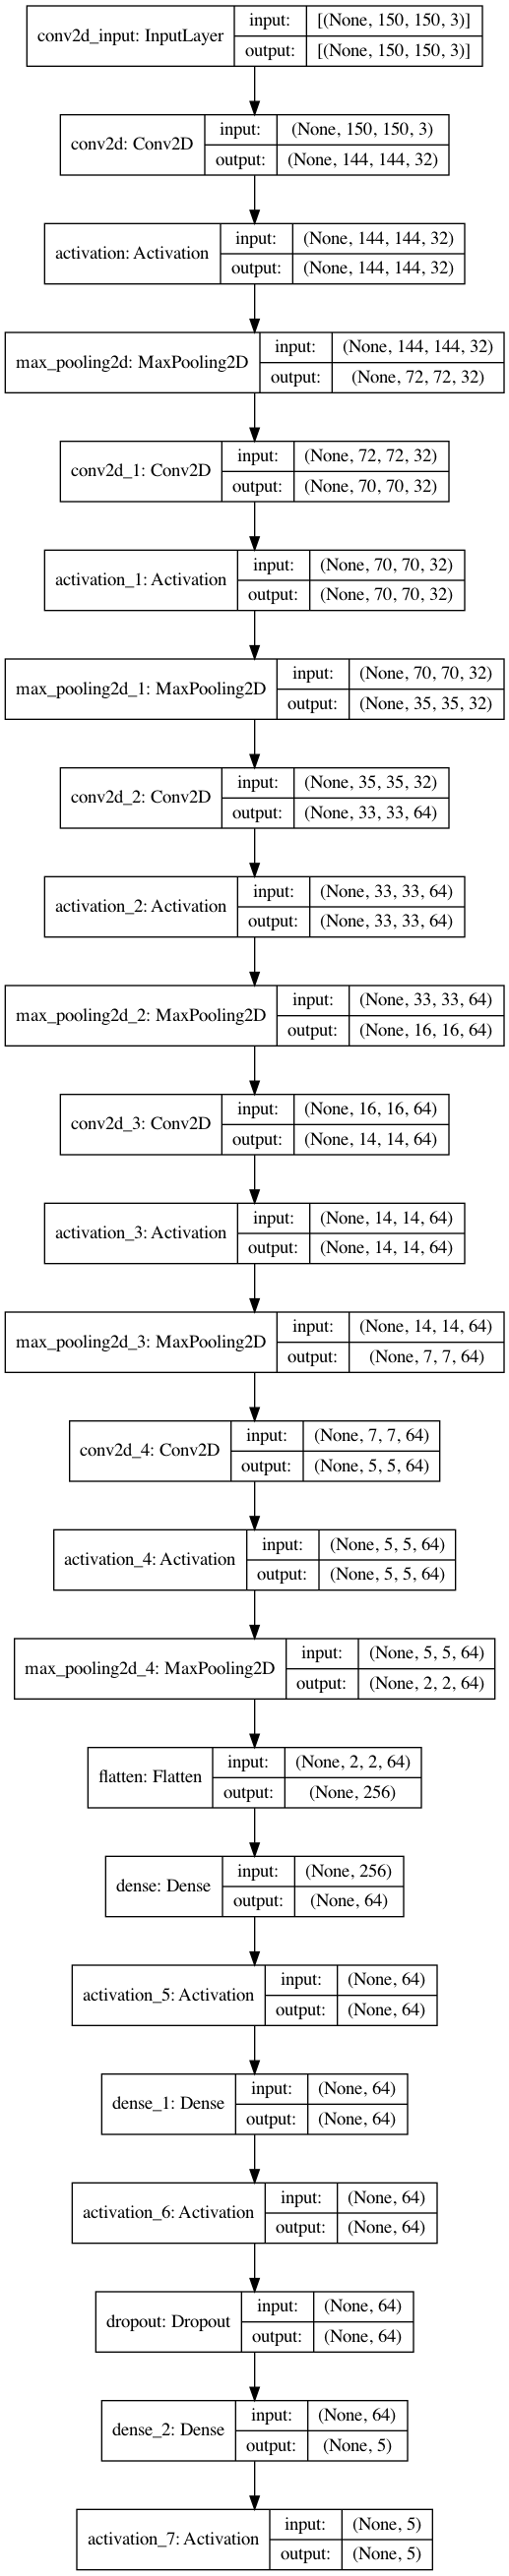 conv2d_input: InputLayer
input:
[(None, 150, 150, 3)]
output:
[(None, 150, 150, 3)]
conv2d: Conv2D
input:
(None, 150, 150, 3)
output:
(None, 144, 144, 32)
activation: Activation
input:
(None, 144, 144, 32)
output:
(None, 144, 144, 32)
max_pooling2d: MaxPooling2D
input:
(None, 144, 144, 32)
output:
(None, 72, 72, 32)
conv2d_1: Conv2D
input:
(None, 72, 72, 32)
output:
(None, 70, 70, 32)
activation_1: Activation
input:
(None, 70, 70, 32)
output:
(None, 70, 70, 32)
max_pooling2d_1: MaxPooling2D
input:
(None, 70, 70, 32)
output:
(None, 35, 35, 32)
conv2d_2: Conv2D
input:
(None, 35, 35, 32)
output:
(None, 33, 33, 64)
activation_2: Activation
input:
(None, 33, 33, 64)
output:
(None, 33, 33, 64)
max_pooling2d_2: MaxPooling2D
input:
(None, 33, 33, 64)
output:
(None, 16, 16, 64)
conv2d_3: Conv2D
input:
(None, 16, 16, 64)
output:
(None, 14, 14, 64)
activation_3: Activation
input:
(None, 14, 14, 64)
output:
(None, 14, 14, 64)
max_pooling2d_3: MaxPooling2D
input:
(None, 14, 14, 64)
output:
(None, 7, 7, 64)
conv2d_4: Conv2D
input:
(None, 7, 7, 64)
output:
(None, 5, 5, 64)
activation_4: Activation
input:
(None, 5, 5, 64)
output:
(None, 5, 5, 64)
max_pooling2d_4: MaxPooling2D
input:
(None, 5, 5, 64)
output:
(None, 2, 2, 64)
flatten: Flatten
input:
(None, 2, 2, 64)
output:
(None, 256)
dense: Dense
input:
(None, 256)
output:
(None, 64)
activation_5: Activation
input:
(None, 64)
output:
(None, 64)
dense_1: Dense
input:
(None, 64)
output:
(None, 64)
activation_6: Activation
input:
(None, 64)
output:
(None, 64)
dropout: Dropout
input:
(None, 64)
output:
(None, 64)
dense_2: Dense
input:
(None, 64)
output:
(None, 5)
activation_7: Activation
input:
(None, 5)
output:
(None, 5)